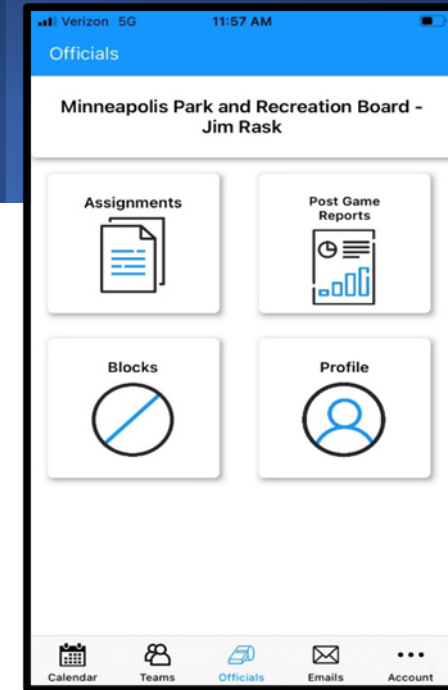 Verizon 5G 11:57 AM
Officials
Minneapolis Park and Recreation Board -
Jim Rask
Assignments
Post Game
Reports
Blocks
Profile
Calendar Teams Officials Emails Account